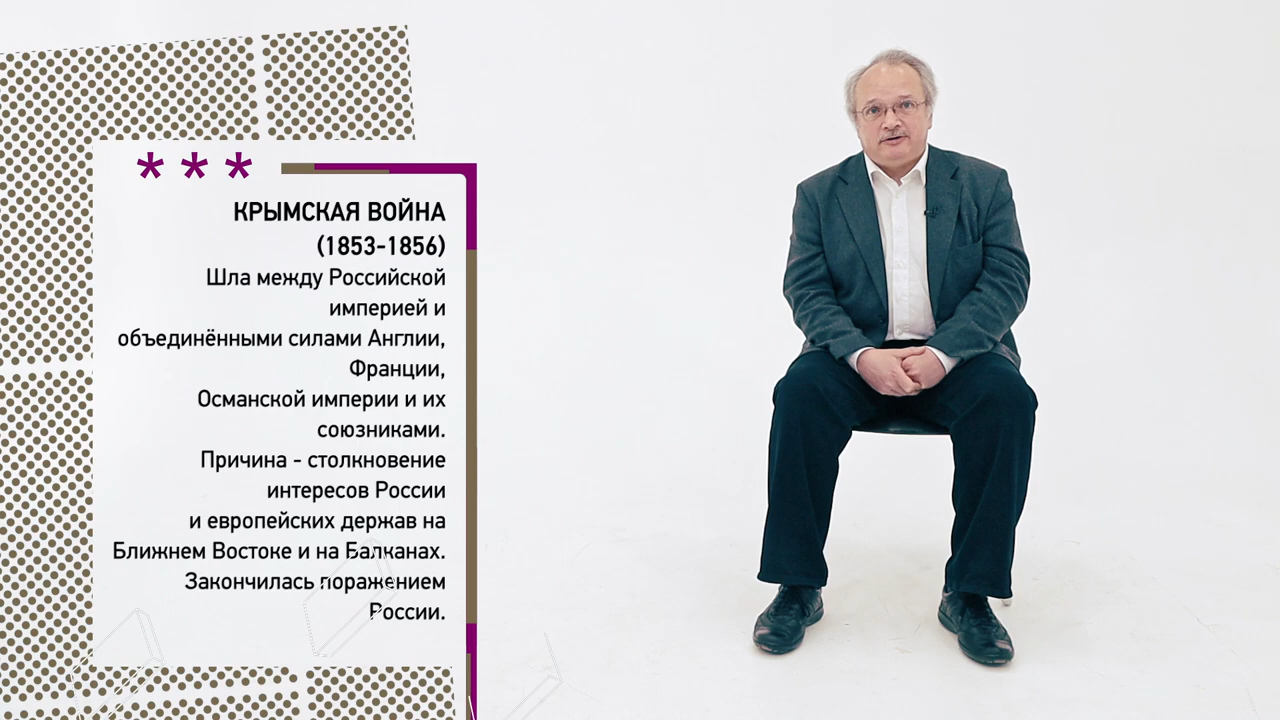 * * *
КРЫМСКАЯ ВОЙНА
(1853-1856)
Шла между Российской
империей и
объединёнными силами Англии,
Франции,
Османской империи и их
союзниками.
Причина - столкновение
интересов России
и европейских держав на
Ближнем Востоке и на Балканах.
Закончилась поражением
России.